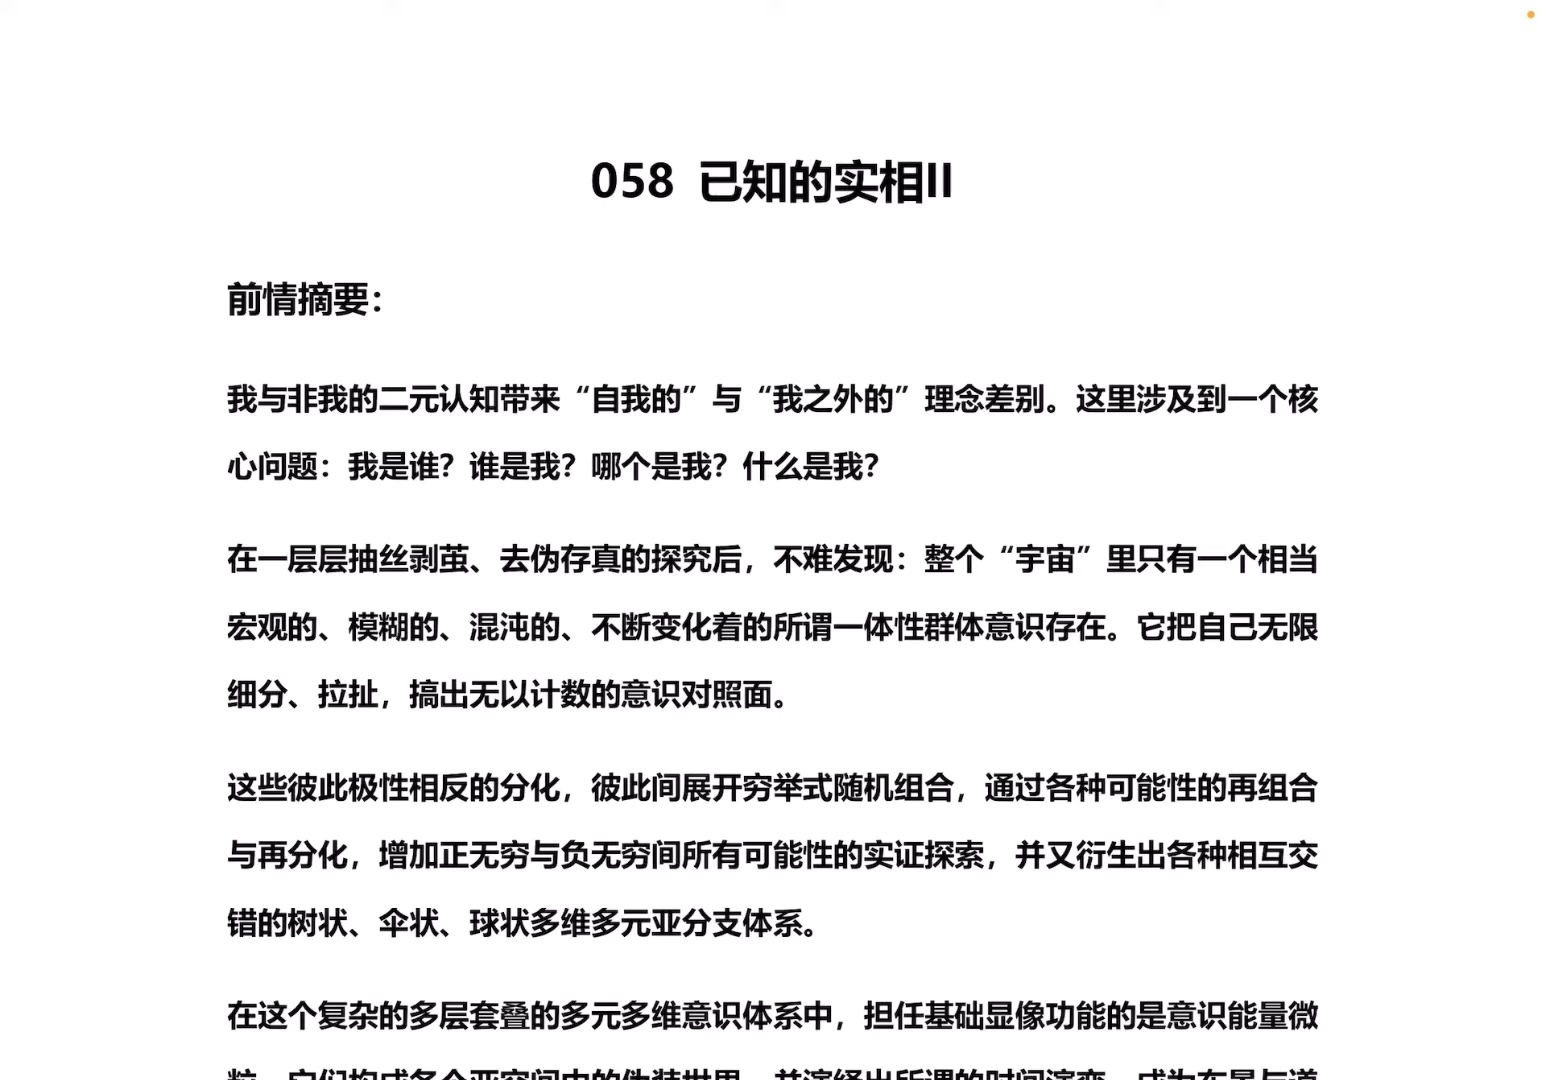 058 已知的实相II
前情摘要：
我与非我的二元认知带来“自我的”与“我之外的”理念差别。这里涉及到一个核
心问题：我是谁？谁是我？哪个是我？什么是我？
在一层层抽丝剥茧、去伪存真的探究后，不难发现：整个“宇宙”里只有一个相当
宏观的、模糊的、混沌的、不断变化着的所谓一体性群体意识存在。它把自己无限
细分、拉扯，搞出无以计数的意识对照面。
这些彼此极性相反的分化，彼此间展开穷举式随机组合，通过各种可能性的再组合
与再分化，增加正无穷与负无穷间所有可能性的实证探索，并又衍生出各种相互交
错的树状、伞状、球状多维多元亚分支体系。
在这个复杂的多层套叠的多元多维意识体系中，担任基础显像功能的是意识能量微